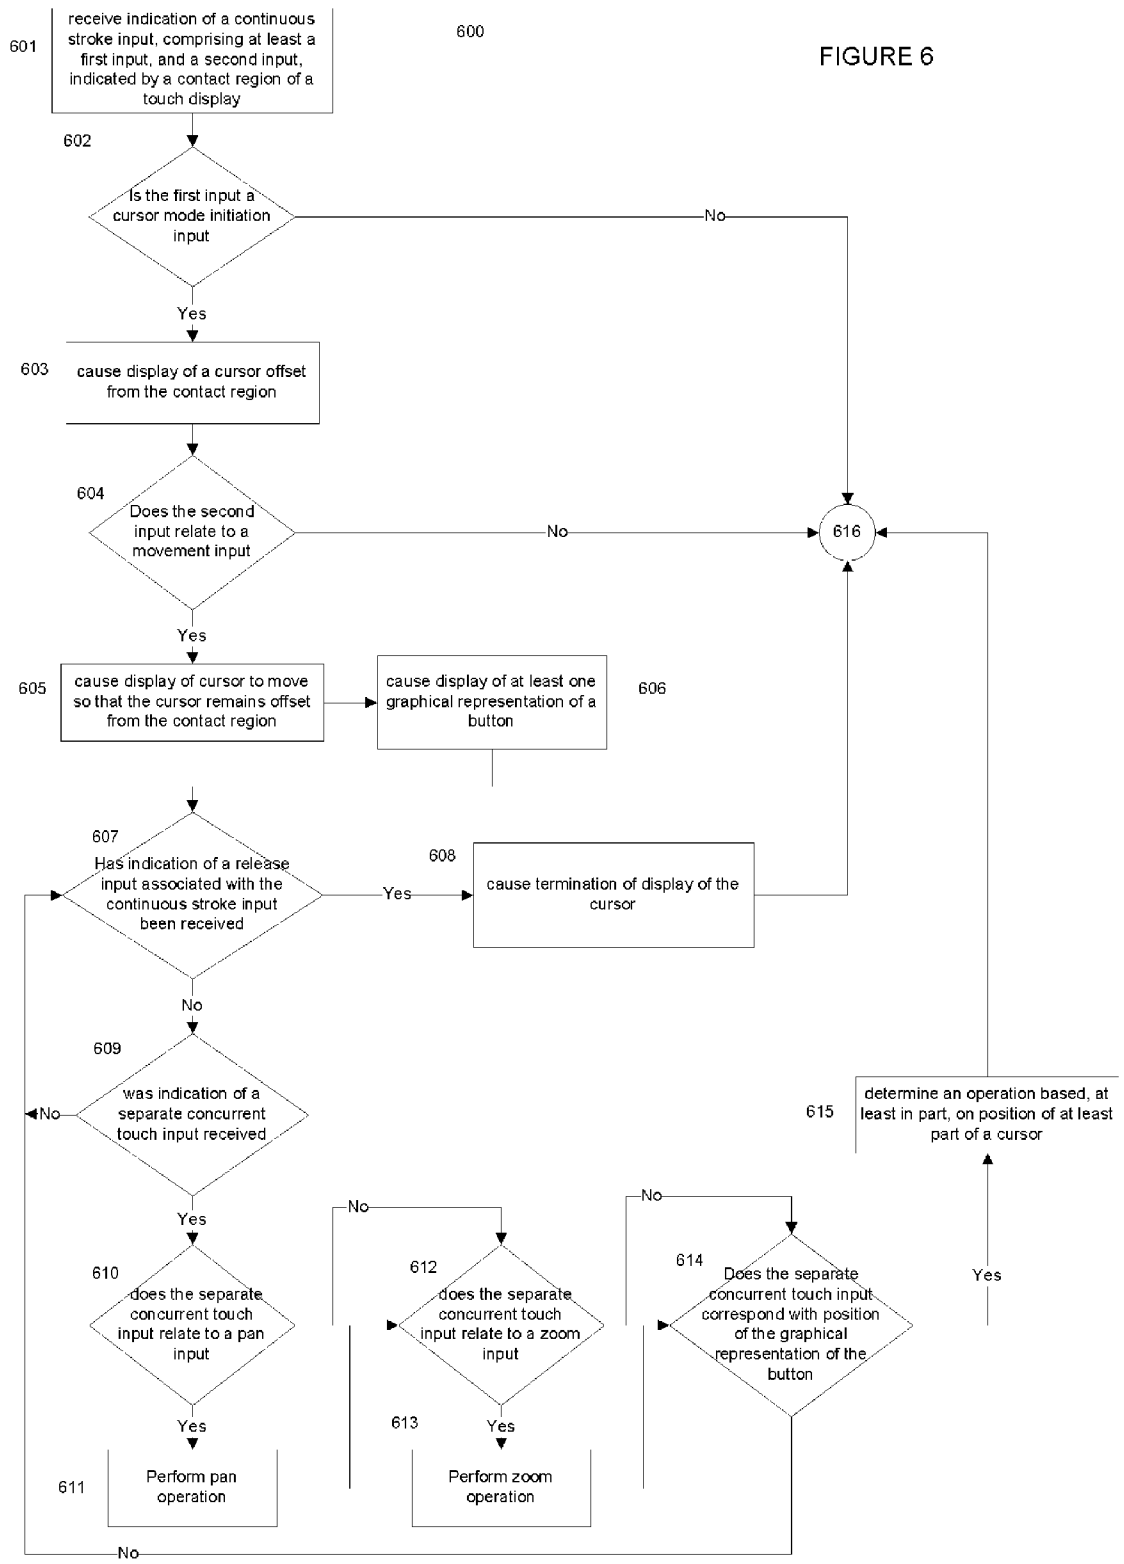 receive indication of a continuous
stroke input, comprising at least a
first input, and a second input,
indicated by a contact region of a
touch display
601
600
FIGURE 6
602
Is the first input a
cursor mode initiation
input
No
Yes
603
cause display of a cursor offset
from the contact region
604
Does the second
input relate to a
movement input
No
616
Yes
605
cause display of cursor to move
so that the cursor remains offset
from the contact region
cause display of at least one
graphical representation of a
button
606
607
Has indication of a release
input associated with the
continuous stroke input
been received
Yes
608
cause termination of display of the
cursor
No
609
was indication of a
separate concurrent
touch input received
No
615
determine an operation based, at
least in part, on position of at least
part of a cursor
Yes
610
does the separate
concurrent touch
input relate to a pan
input
No
612
does the separate
concurrent touch
input relate to a zoom
input
No
614
Does the separate
concurrent touch input
correspond with position
of the graphical
representation of the
button
Yes
Yes
611
Perform pan
operation
613
Yes
Perform zoom
operation
No